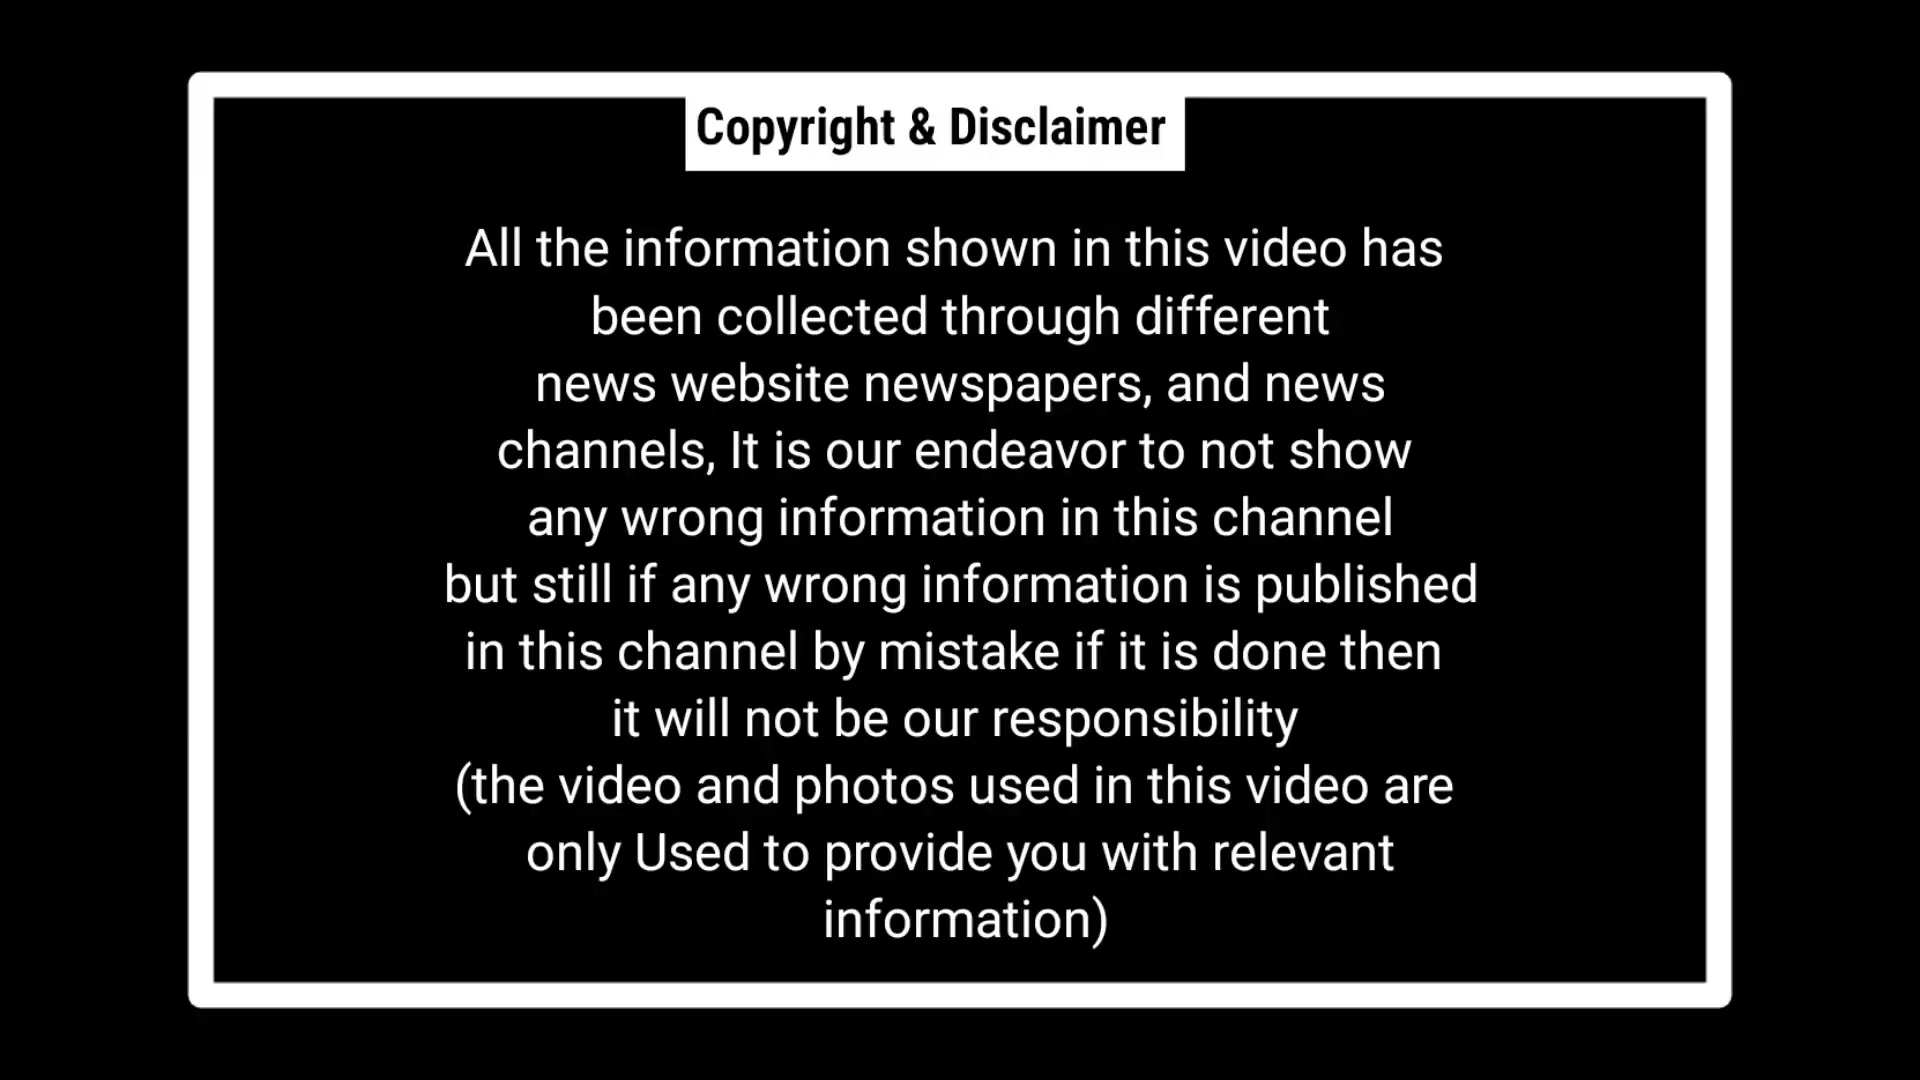 Copyright & Disclaimer
All the information shown in this video has
been collected through different
news website newspapers, and news
channels, It is our endeavor to not show
any wrong information in this channel
but still if any wrong information is published
in this channel by mistake if it is done then
it will not be our responsibility
(the video and photos used in this video are
only Used to provide you with relevant
information)